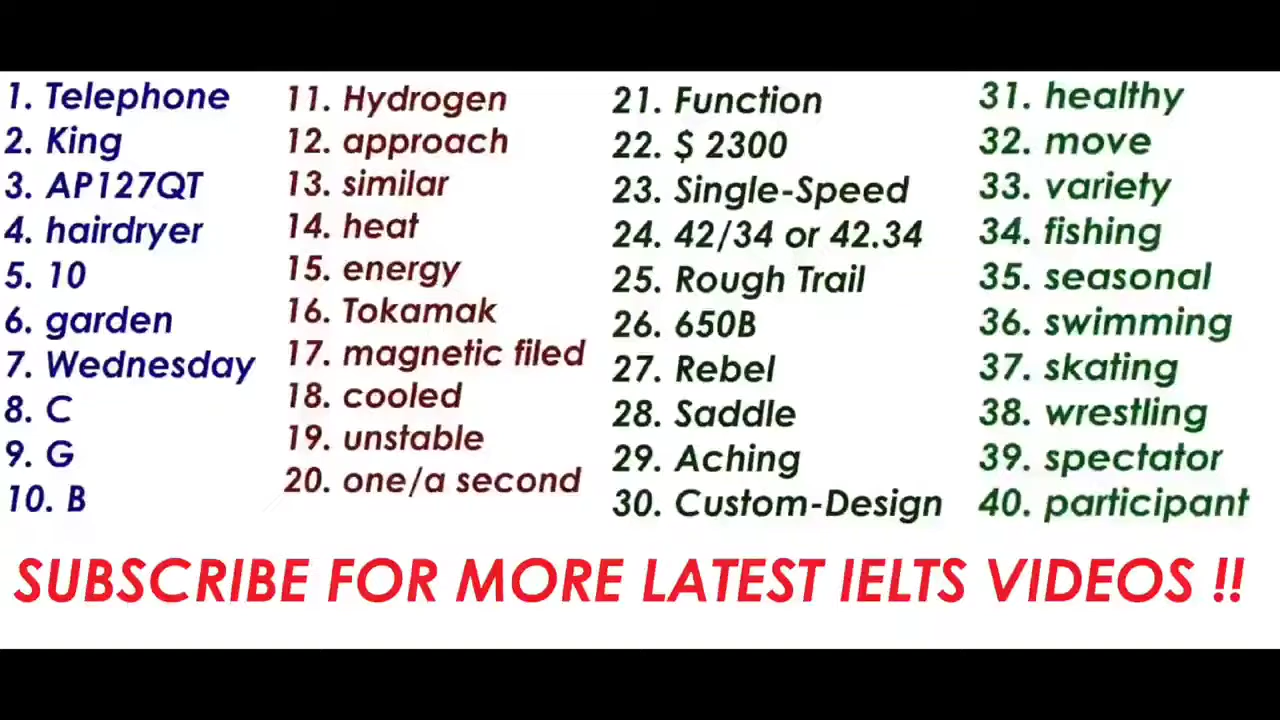 1. Telephone
2. King
3. AP127QT
4. hairdryer
5. 10
6. garden
7. Wednesday
8. C
9. G
10. B
11. Hydrogen
12. approach
13. similar
14. heat
15. energy
16. Tokamak
17. magnetic filed
18. cooled
19. unstable
20. one/a second
21. Function
22. $ 2300
23. Single-Speed
24. 42/34 or 42.34
25. Rough Trail
26. 650B
27. Rebel
28. Saddle
29. Aching
30. Custom-Design
31. healthy
32. move
33. variety
34. fishing
35. seasonal
36. swimming
37. skating
38. wrestling
39. spectator
40. participant
SUBSCRIBE FOR MORE LATEST IELTS VIDEOS !!